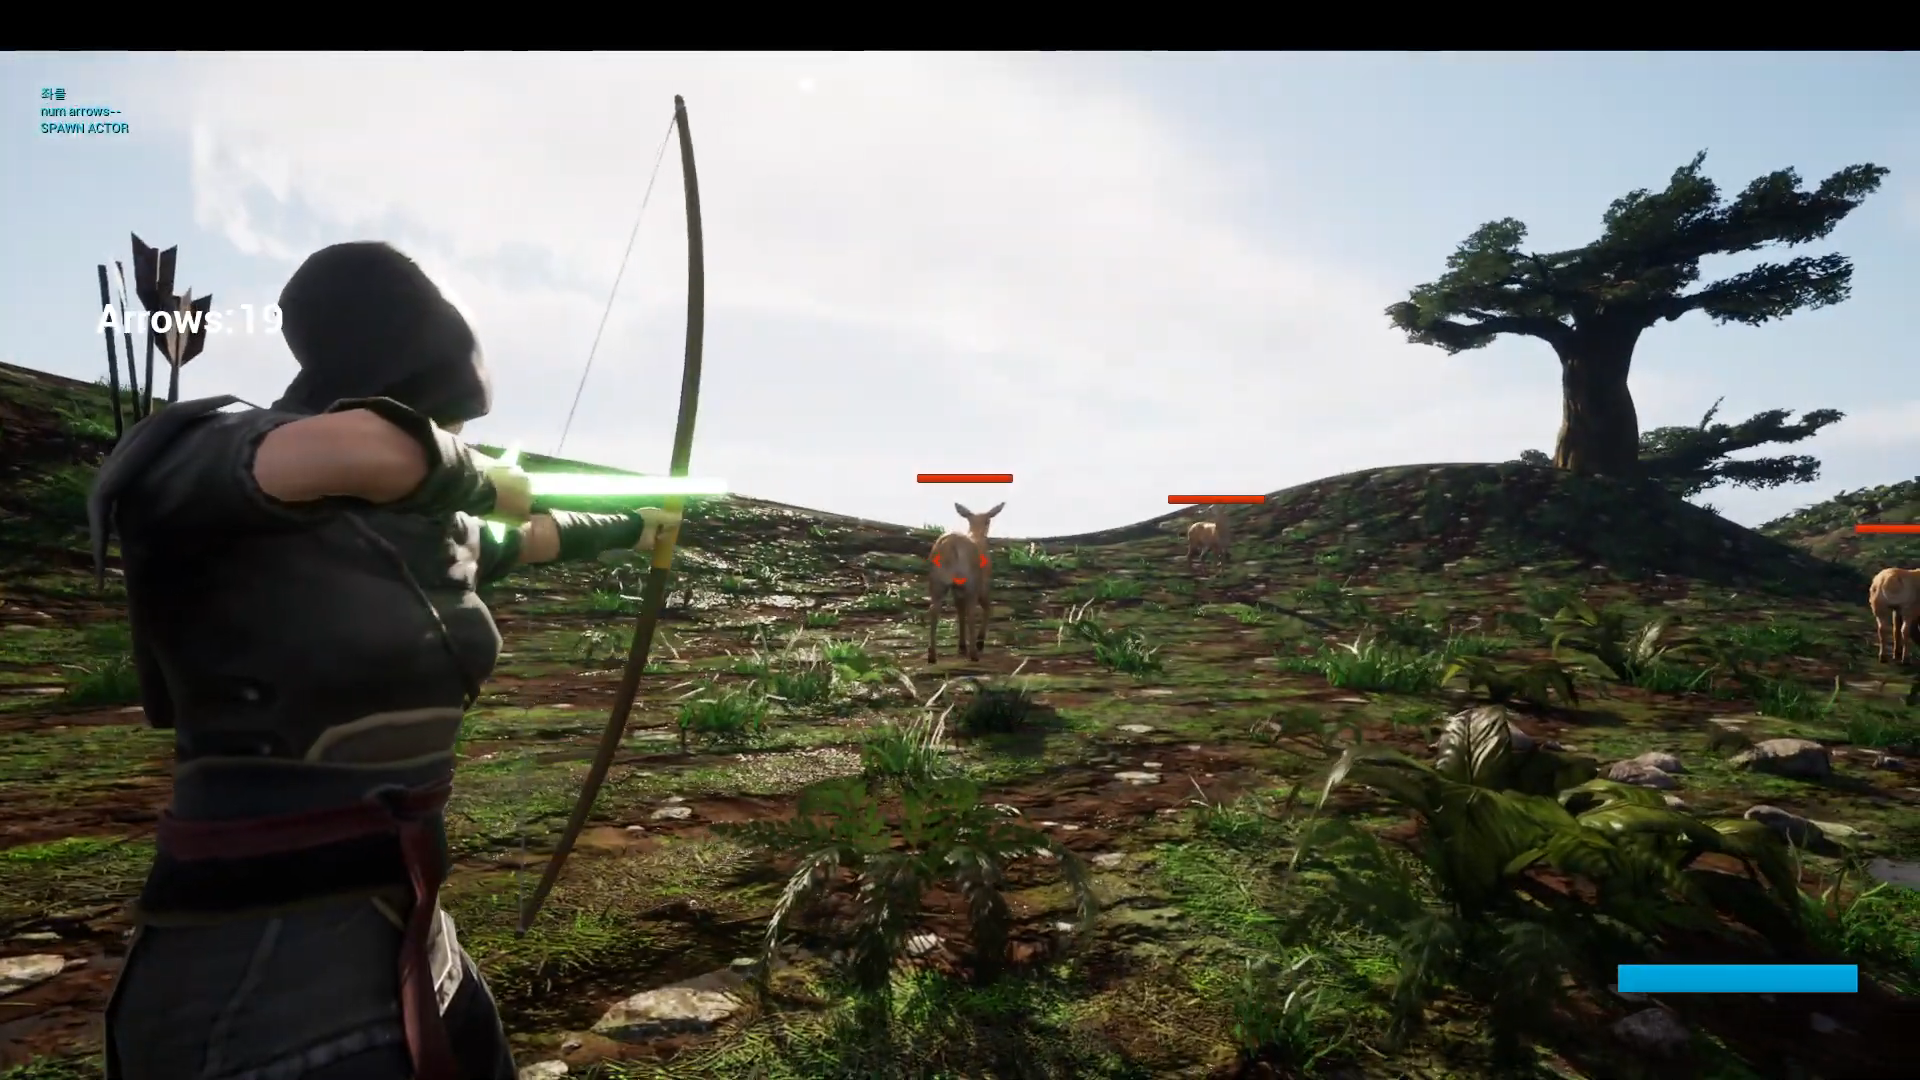 좌클
num arrows--
SPAWN ACTOR
Arrows:19